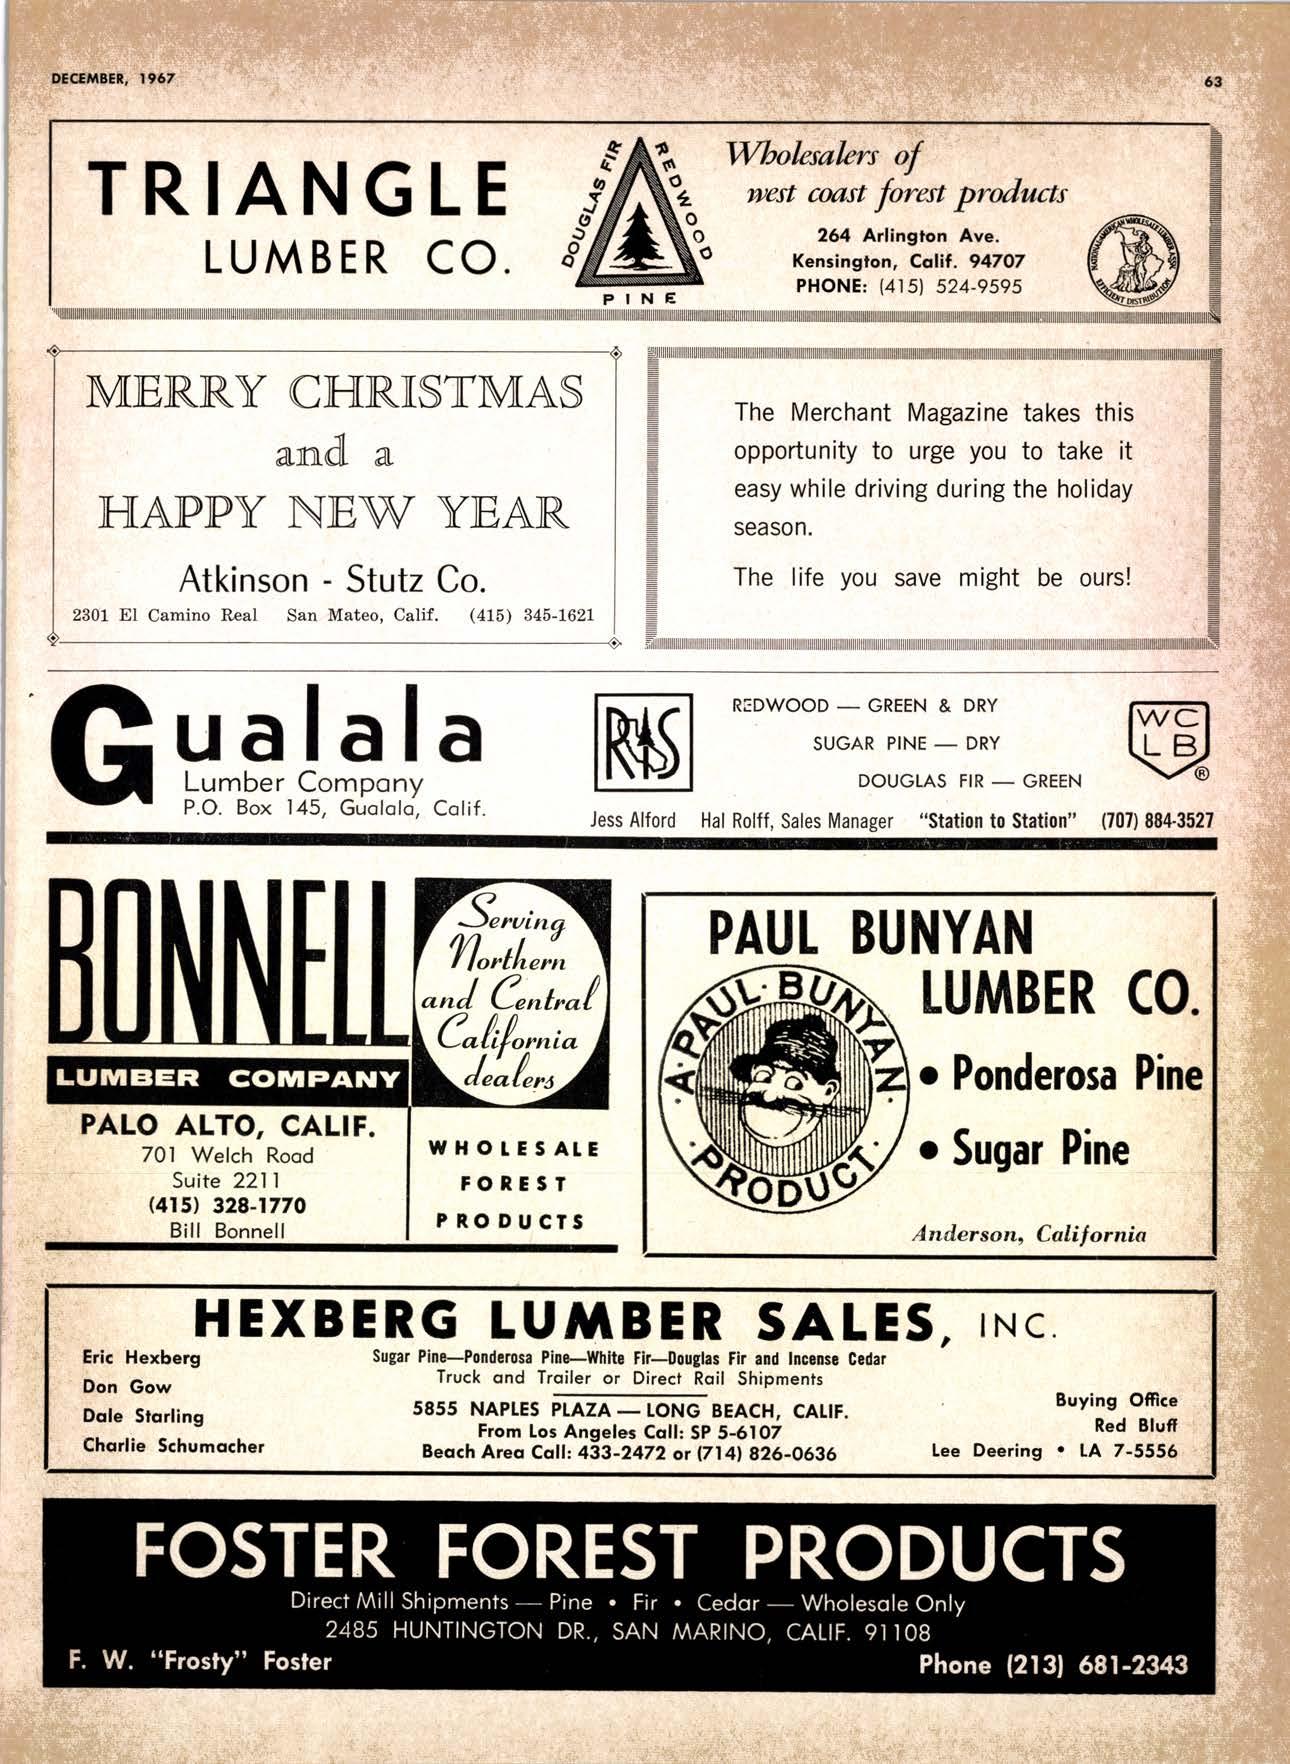 DECEMBER, 1967
63
TRIANGLE
LUMBER CO.
DOUGLAS FIR
REDWOOD
PINE
Wholesalers of
west coast forest products
264 Arlington Ave.
Kensington, Calif. 94707
PHONE: (415) 524-9595
NATIONAL-AMERICAN WHOLESALE LUMBER ASSN.
EFFICIENT DISTRIBUTION
MERRY CHRISTMAS
and a
HAPPY NEW YEAR
Atkinson - Stutz Co.
2301 El Camino Real San Mateo, Calif. (415) 345-1621
The Merchant Magazine takes this
opportunity to urge you to take it
easy while driving during the holiday
season.
The life you save might be ours!
Gualala
Lumber Company
P.O. Box 145, Gualala, Calif.
RIS
REDWOOD — GREEN & DRY
SUGAR PINE — DRY
DOUGLAS FIR — GREEN
WC
LB
®
Jess Alford Hal Rolff, Sales Manager "Station to Station" (707) 884-3527
BONNELL
LUMBER COMPANY
PALO ALTO, CALIF.
701 Welch Road
Suite 2211
(415) 328-1770
Bill Bonnell
Serving
Northern
and Central
California
dealers
WHOLESALE
FOREST
PRODUCTS
PAUL BUNYAN
LUMBER CO.
A·PAUL·BUNYAN·
·PRODUCT·
• Ponderosa Pine
• Sugar Pine
Anderson, California
HEXBERG LUMBER SALES, INC.
Eric Hexberg
Don Gow
Dale Starling
Charlie Schumacher
Sugar Pine—Ponderosa Pine—White Fir—Douglas Fir and Incense Cedar
Truck and Trailer or Direct Rail Shipments
5855 NAPLES PLAZA — LONG BEACH, CALIF.
From Los Angeles Call: SP 5-6107
Beach Area Call: 433-2472 or (714) 826-0636
Buying Office
Red Bluff
Lee Deering • LA 7-5556
FOSTER FOREST PRODUCTS
Direct Mill Shipments — Pine • Fir • Cedar — Wholesale Only
2485 HUNTINGTON DR., SAN MARINO, CALIF. 91108
F. W. "Frosty" Foster
Phone (213) 681-2343